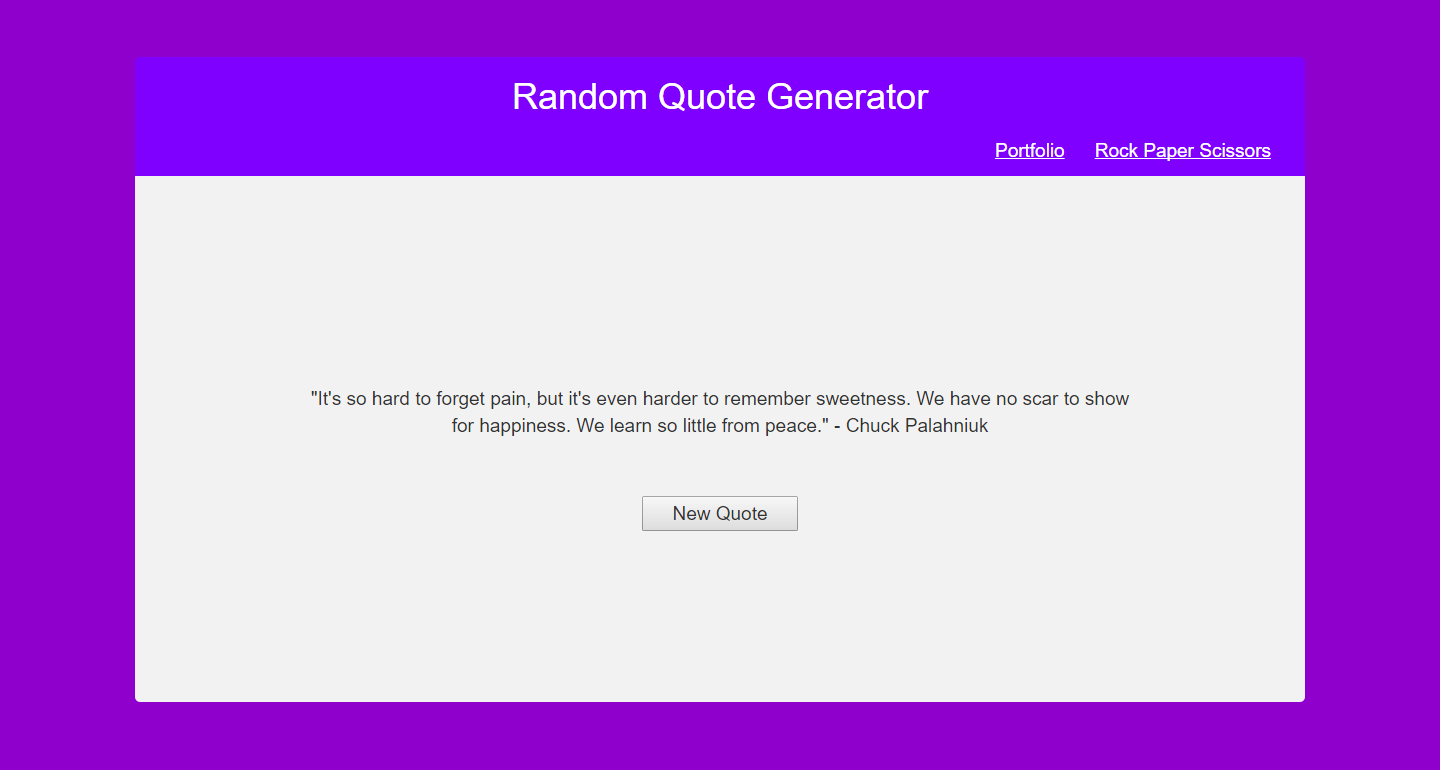 Random Quote Generator
Portfolio Rock Paper Scissors
"It's so hard to forget pain, but it's even harder to remember sweetness. We have no scar to show
for happiness. We learn so little from peace." - Chuck Palahniuk
New Quote